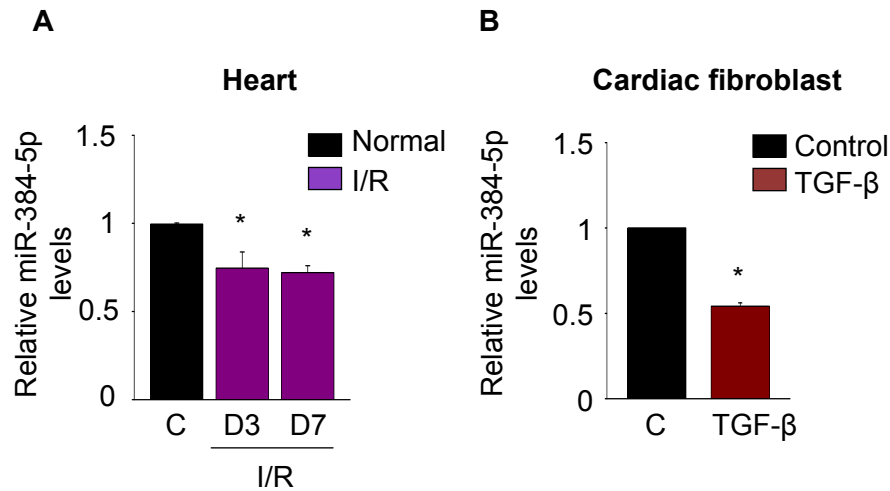 A
Heart
Relative miR-384-5p
levels
1.5
1
0.5
0
Normal
I/R
*
*
C
D3
D7
I/R
B
Cardiac fibroblast
Relative miR-384-5p
levels
1.5
1
0.5
0
Control
TGF-β
*
C
TGF-β